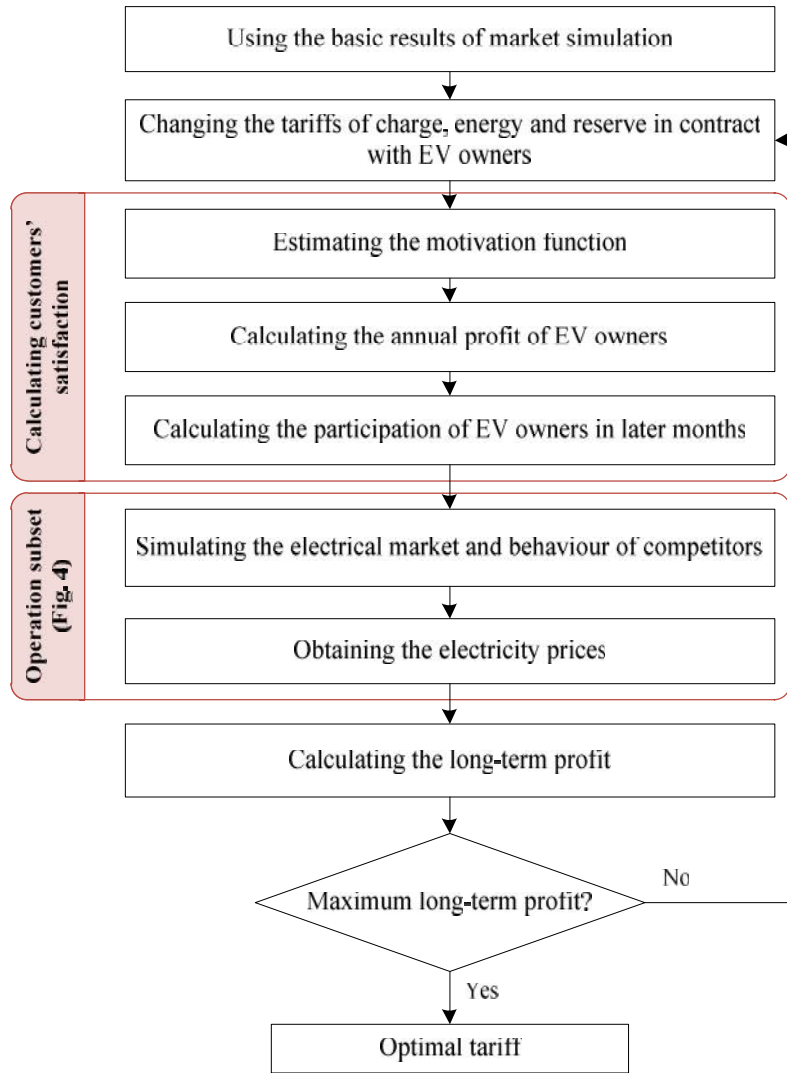 Using the basic results of market simulation
Changing the tariffs of charge, energy and reserve in contract
with EV owners
Calculating customers'
satisfaction
Estimating the motivation function
Calculating the annual profit of EV owners
Calculating the participation of EV owners in later months
Operation subset
(Fig. 4)
Simulating the electrical market and behaviour of competitors
Obtaining the electricity prices
Calculating the long-term profit
Maximum long-term profit?
No
Yes
Optimal tariff